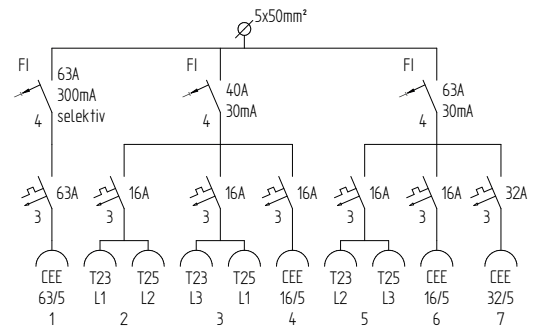 5x50mm²
FI 63A 300mA selektiv 4
FI 40A 30mA 4
FI 63A 30mA 4
63A 3
16A 3
16A 3
16A 3
16A 3
16A 3
32A 3
CEE T23 T25 T23 T25 CEE T23 T25 CEE CEE
63/5 L1 L2 L3 L1 16/5 L2 L3 16/5 32/5
1 2 3 4 5 6 7